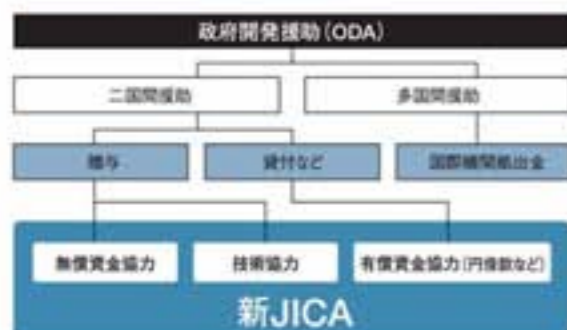 政府開発援助(ODA)
二国間援助
多国間援助
贈与
貸付など
国際機関拠出金
無償資金協力
技術協力
有償資金協力(円借款など)
新JICA